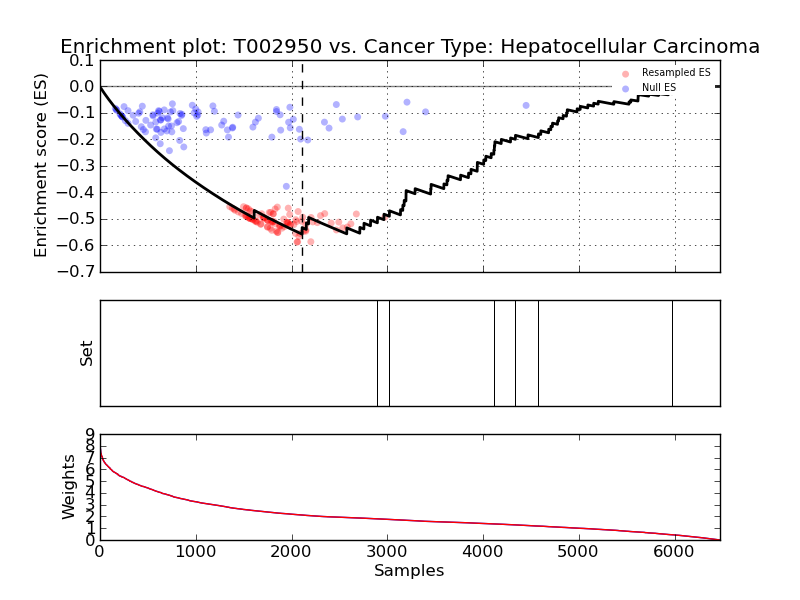 Enrichment plot: T002950 vs. Cancer Type: Hepatocellular Carcinoma
Enrichment score (ES)
0.1
0.0
−0.1
−0.2
−0.3
−0.4
−0.5
−0.6
−0.7
Resampled ES
Null ES
Set
Weights
9
8
7
6
5
4
3
2
1
0
0 1000 2000 3000 4000 5000 6000
Samples